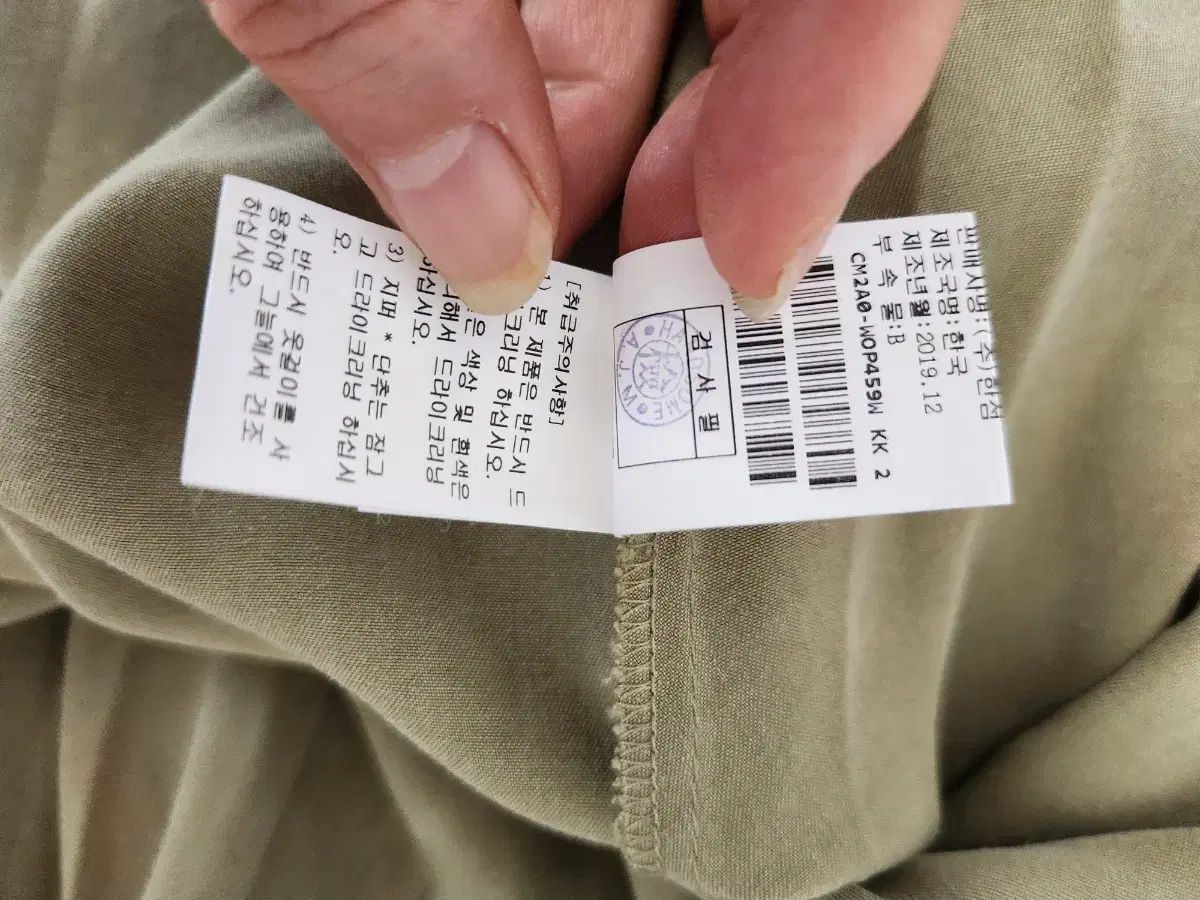 판매사명:(주)한섬
제조국명:한국
제조년월:2019.12
부 속 물:B
CM2A0-WOP459W KK 2
검 사 필
HA
ONE
A.J.W
[취급주의사항]
본 제품은 반드시 드
크리닝 하십시오.
은 색상 및 흰색은
해서 드라이크리닝
하십시오.
3) 지퍼 * 단추는 잠그
고 드라이크리닝 하십시
오.
4) 반드시 옷걸이를 사
용하여 그늘에서 건조
하십시오.